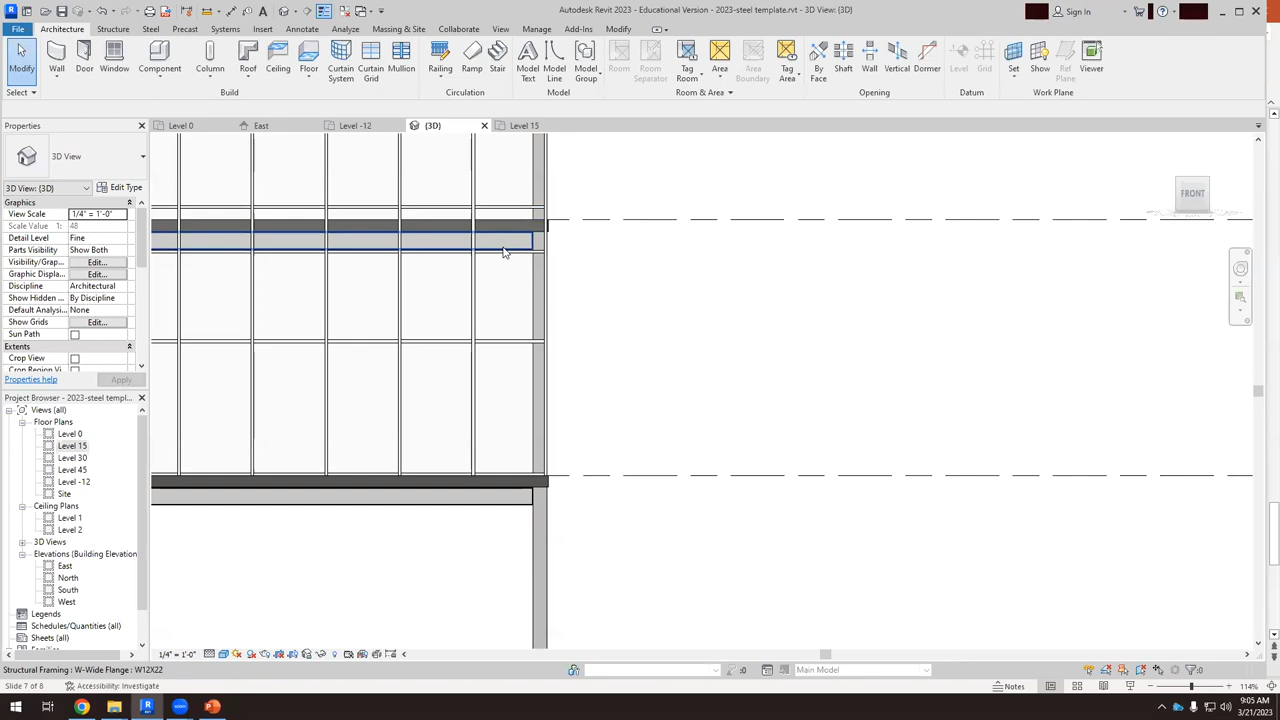 Autodesk Revit 2023 - Educational Version - 2023-steel template.rvt - 3D View: {3D}
Sign In
File Architecture Structure Steel Precast Systems Insert Annotate Analyze Massing & Site Collaborate View Manage Add-Ins Modify
Modify Wall Door Window Component Column Roof Ceiling Floor Curtain System Curtain Grid Mullion Railing Ramp Stair Model Text Model Line Model Group Room Room Separator Tag Room Area Area Boundary Tag Area By Face Shaft Wall Vertical Dormer Level Grid Set Show Ref Plane Viewer
Select Build Circulation Model Room & Area Opening Datum Work Plane
Properties
Level 0 East Level -12 {3D} Level 15
3D View
3D View: {3D} Edit Type
Graphics
View Scale 1/4" = 1'-0"
Scale Value 1: 48
Detail Level Fine
Parts Visibility Show Both
Visibility/Grap... Edit...
Graphic Displa... Edit...
Discipline Architectural
Show Hidden ... By Discipline
Default Analysi... None
Show Grids Edit...
Sun Path
Extents
Crop View
Crop Region Vi
Properties help Apply
FRONT
Project Browser - 2023-steel templ...
Views (all)
Floor Plans
Level 0
Level 15
Level 30
Level 45
Level -12
Site
Ceiling Plans
Level 1
Level 2
3D Views
Elevations (Building Elevation
East
North
South
West
Legends
Schedules/Quantities (all)
Sheets (all)
Families
1/4" = 1'-0"
Structural Framing : W-Wide Flange : W12X22
:0 Main Model :0
Slide 7 of 8 Accessibility: Investigate Notes 114%
9:05 AM
3/21/2023